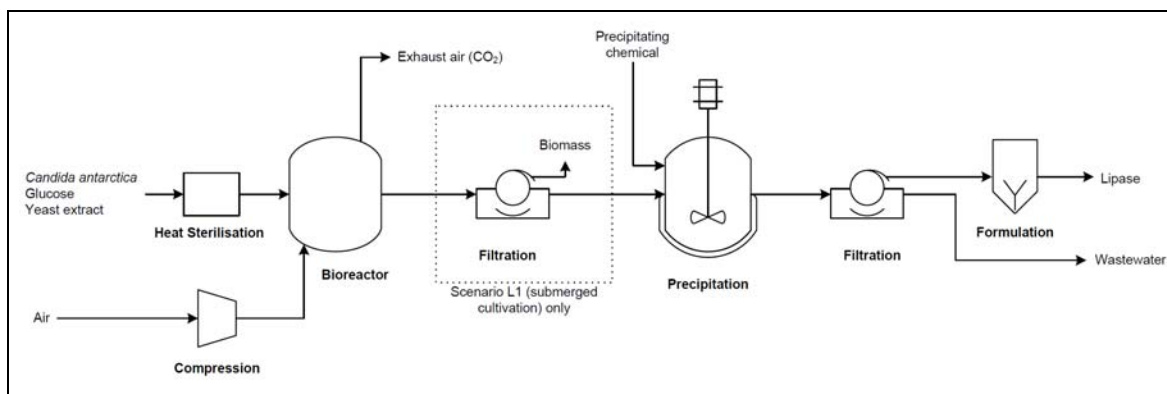 Exhaust air (CO₂)
Precipitating
chemical
Biomass
Candida antarctica
Glucose
Yeast extract
Heat Sterilisation
Bioreactor
Filtration
Scenario L1 (submerged
cultivation) only
Precipitation
Filtration
Formulation
Lipase
Wastewater
Air
Compression